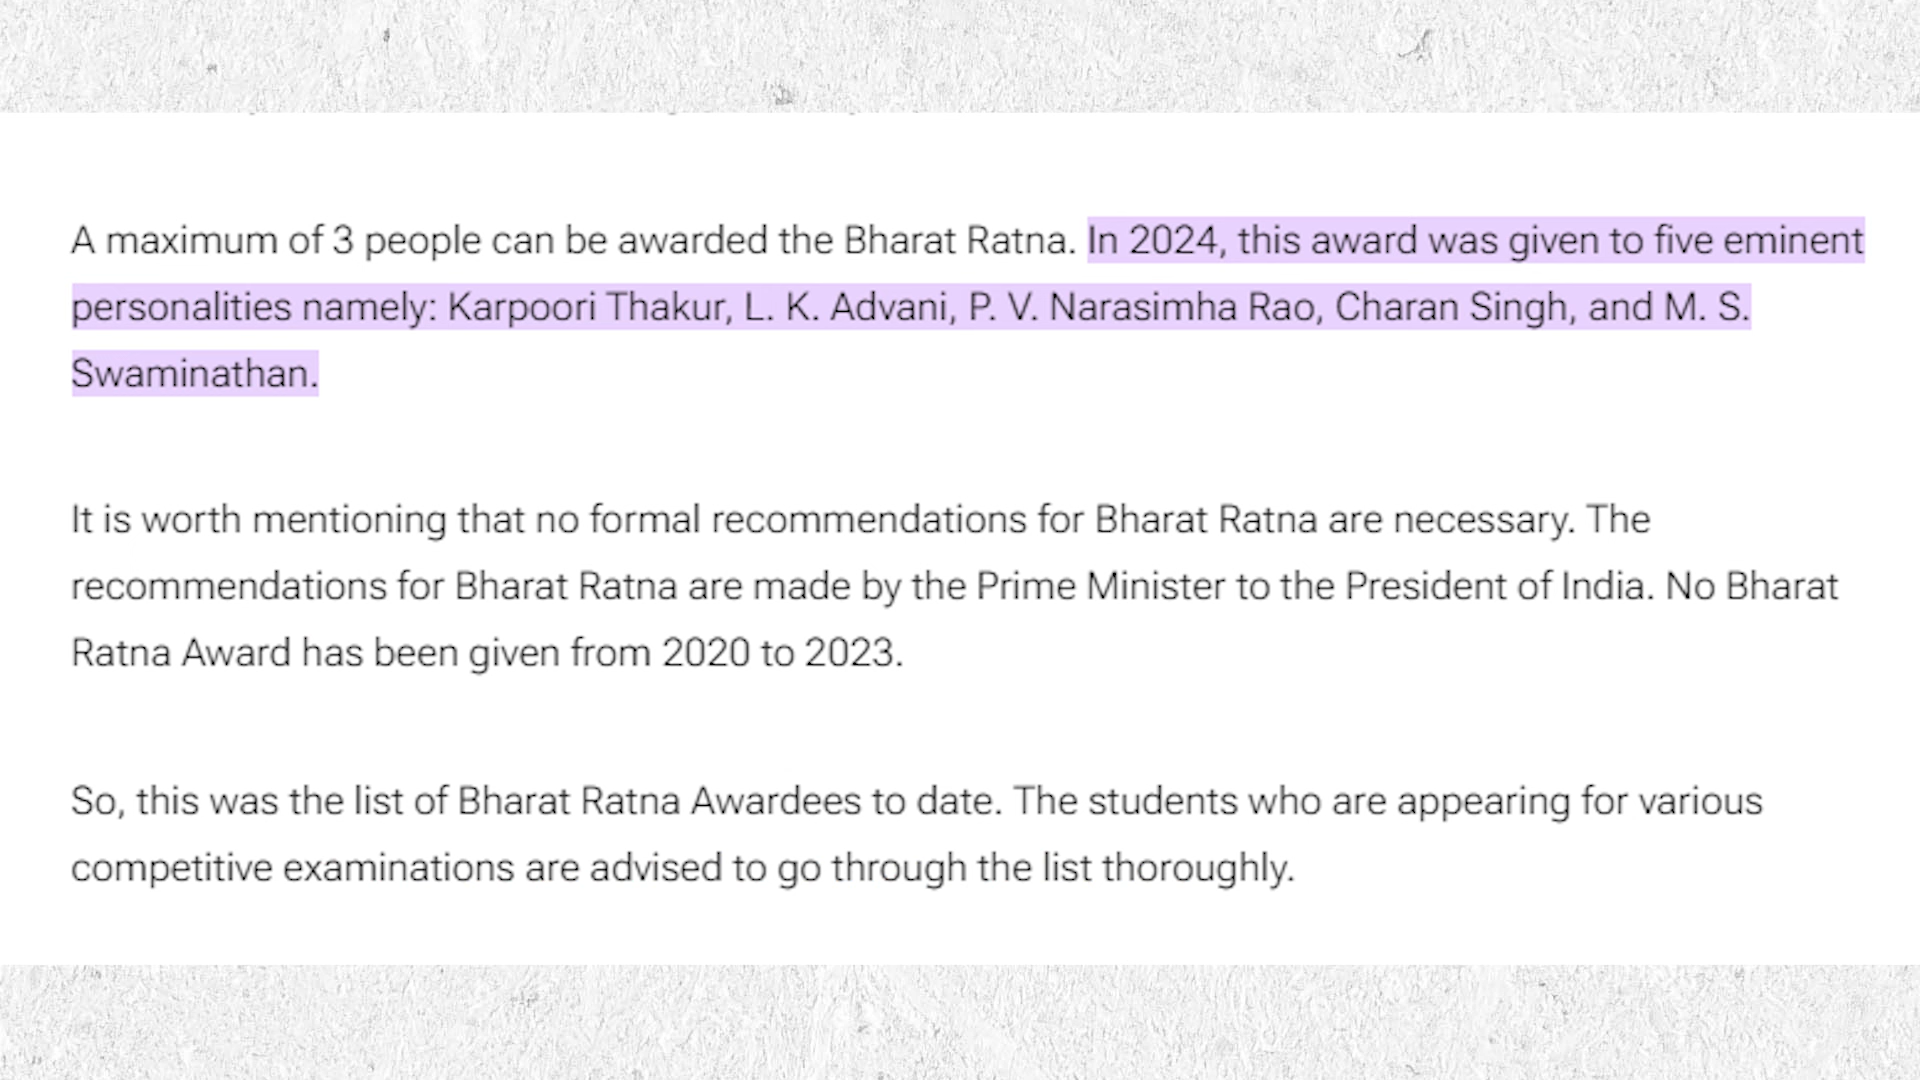 A maximum of 3 people can be awarded the Bharat Ratna. In 2024, this award was given to five eminent
personalities namely: Karpoori Thakur, L. K. Advani, P. V. Narasimha Rao, Charan Singh, and M. S.
Swaminathan.
It is worth mentioning that no formal recommendations for Bharat Ratna are necessary. The
recommendations for Bharat Ratna are made by the Prime Minister to the President of India. No Bharat
Ratna Award has been given from 2020 to 2023.
So, this was the list of Bharat Ratna Awardees to date. The students who are appearing for various
competitive examinations are advised to go through the list thoroughly.